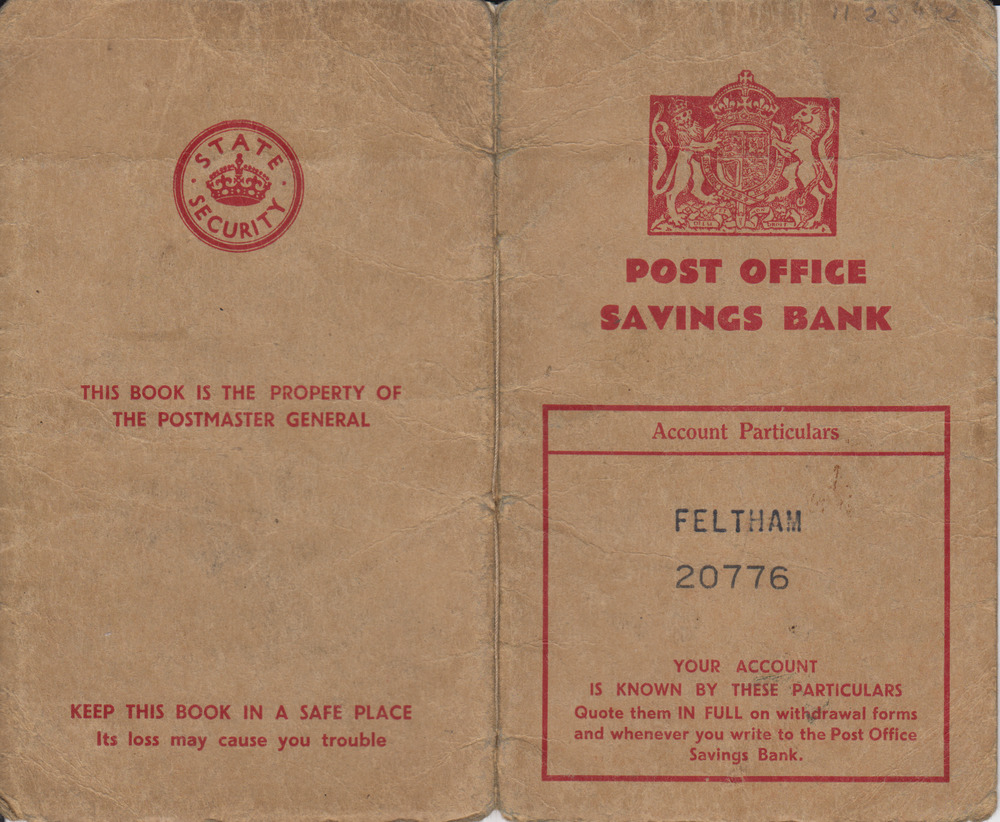 STATE
SECURITY
THIS BOOK IS THE PROPERTY OF
THE POSTMASTER GENERAL
KEEP THIS BOOK IN A SAFE PLACE
Its loss may cause you trouble
POST OFFICE
SAVINGS BANK
Account Particulars
FELTHAM
20776
YOUR ACCOUNT
IS KNOWN BY THESE PARTICULARS
Quote them IN FULL on withdrawal forms
and whenever you write to the Post Office
Savings Bank.